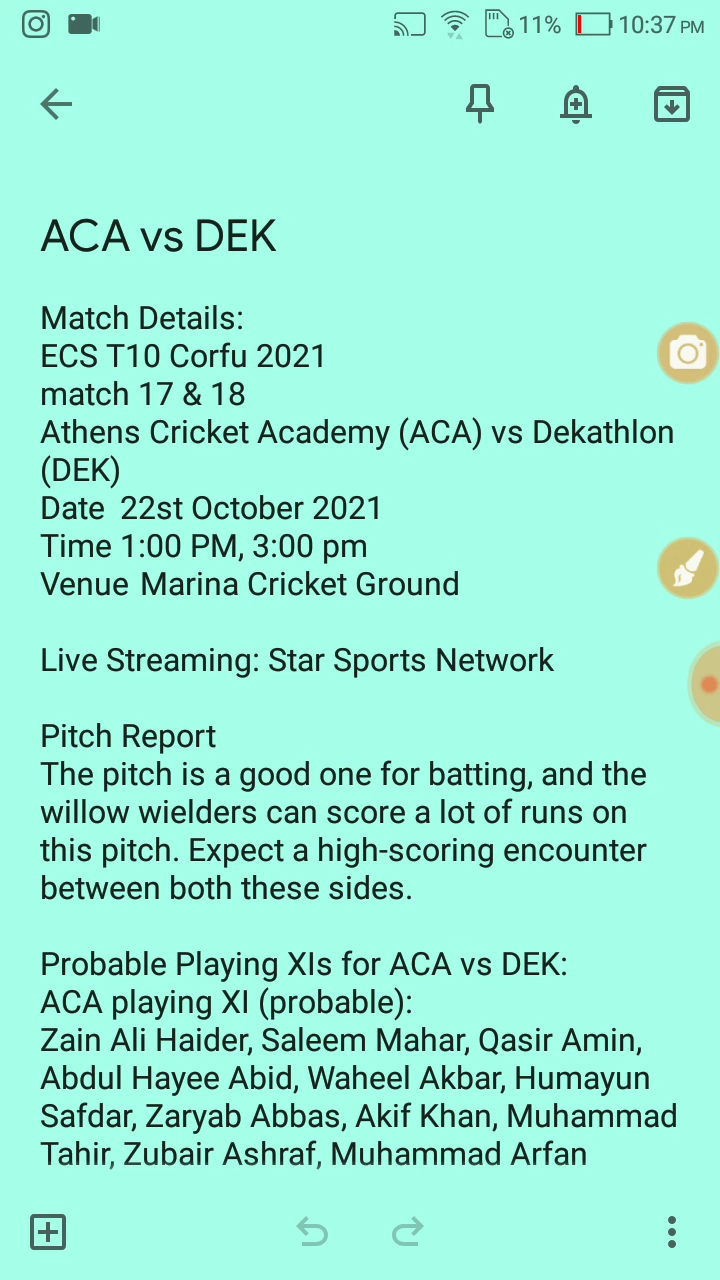 11% 10:37 PM
ACA vs DEK
Match Details:
ECS T10 Corfu 2021
match 17 & 18
Athens Cricket Academy (ACA) vs Dekathlon
(DEK)
Date  22st October 2021
Time 1:00 PM, 3:00 pm
Venue Marina Cricket Ground
Live Streaming: Star Sports Network
Pitch Report
The pitch is a good one for batting, and the
willow wielders can score a lot of runs on
this pitch. Expect a high-scoring encounter
between both these sides.
Probable Playing XIs for ACA vs DEK:
ACA playing XI (probable):
Zain Ali Haider, Saleem Mahar, Qasir Amin,
Abdul Hayee Abid, Waheel Akbar, Humayun
Safdar, Zaryab Abbas, Akif Khan, Muhammad
Tahir, Zubair Ashraf, Muhammad Arfan